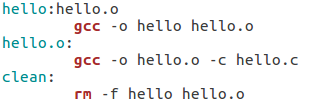 hello:hello.o
gcc -o hello hello.o
hello.o:
gcc -o hello.o -c hello.c
clean:
rm -f hello hello.o